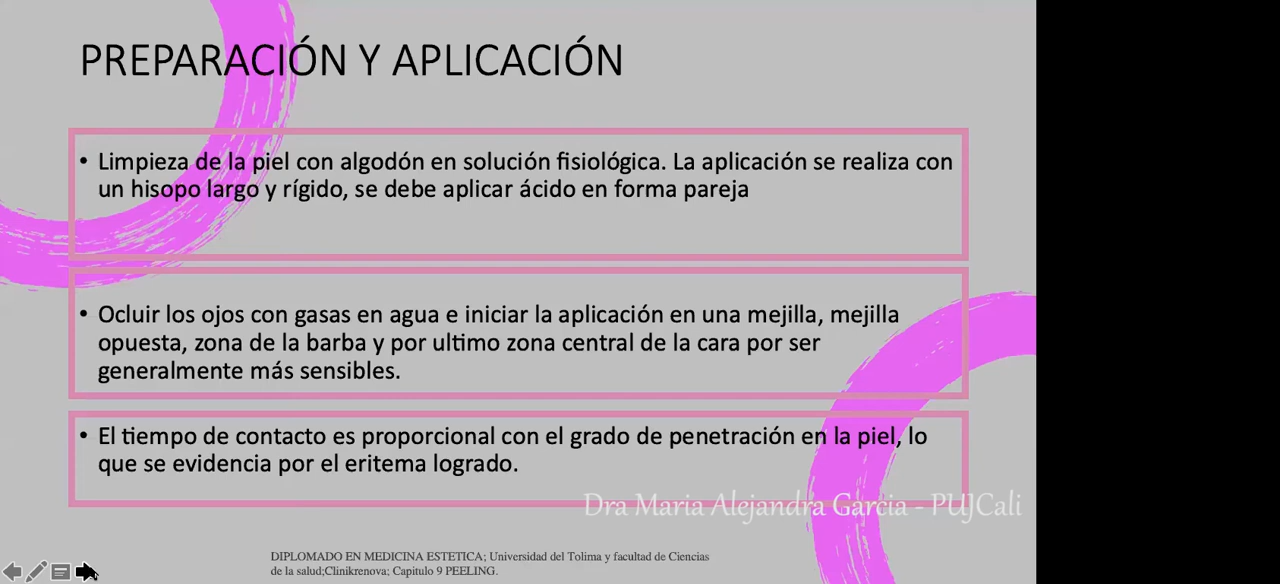 PREPARACIÓN Y APLICACIÓN
• Limpieza de la piel con algodón en solución fisiológica. La aplicación se realiza con
un hisopo largo y rígido, se debe aplicar ácido en forma pareja
• Ocluir los ojos con gasas en agua e iniciar la aplicación en una mejilla, mejilla
opuesta, zona de la barba y por ultimo zona central de la cara por ser
generalmente más sensibles.
• El tiempo de contacto es proporcional con el grado de penetración en la piel, lo
que se evidencia por el eritema logrado.
Dra Maria Alejandra Garcia - PUJCali
DIPLOMADO EN MEDICINA ESTETICA; Universidad del Tolima y facultad de Ciencias
de la salud;Clinikrenova; Capitulo 9 PEELING.